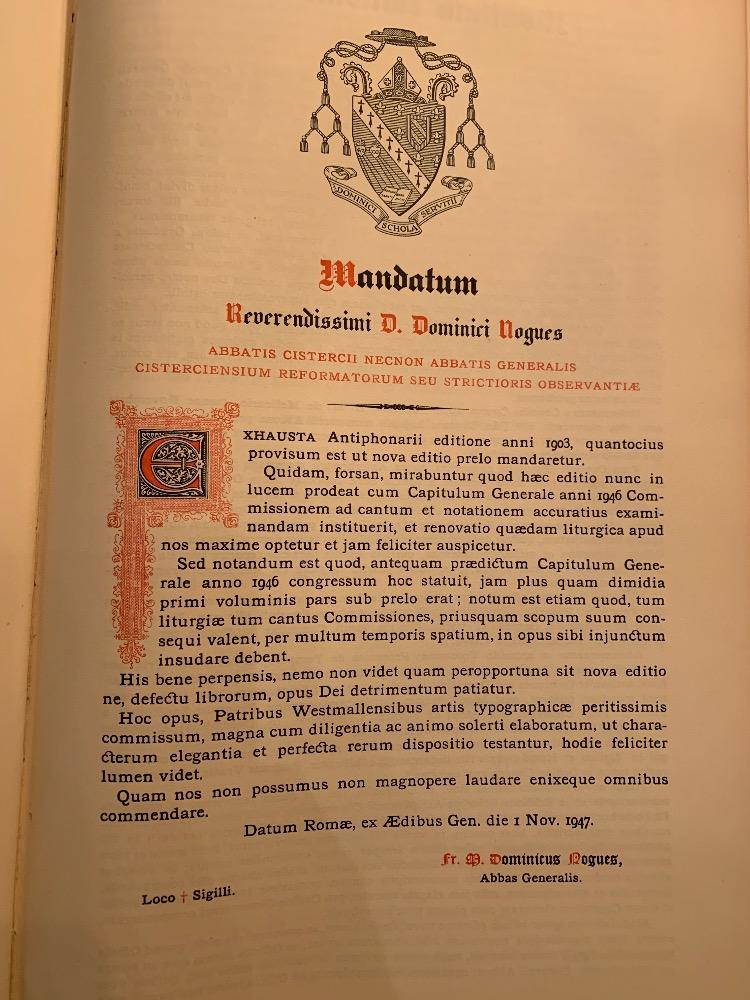 DOMINICI SCHOLA SERVITII
Mandatum
Reverendissimi D. Dominici Nogues
ABBATIS CISTERCII NECNON ABBATIS GENERALIS
CISTERCIENSIUM REFORMATORUM SEU STRICTIORIS OBSERVANTIÆ
EXHAUSTA Antiphonarii editione anni 1903, quantocius
provisum est ut nova editio prelo mandaretur.
Quidam, forsan, mirabuntur quod hæc editio nunc in
lucem prodeat cum Capitulum Generale anni 1946 Com-
missionem ad cantum et notationem accuratius exami-
nandam instituerit, et renovatio quædam liturgica apud
nos maxime optetur et jam feliciter auspicetur.
Sed notandum est quod, antequam prædictum Capitulum Gene-
rale anno 1946 congressum hoc statuit, jam plus quam dimidia
primi voluminis pars sub prelo erat; notum est etiam quod, tum
liturgiæ tum cantus Commissiones, priusquam scopum suum con-
sequi valent, per multum temporis spatium, in opus sibi injunctum
insudare debent.
His bene perpensis, nemo non videt quam peropportuna sit nova editio
ne, defectu librorum, opus Dei detrimentum patiatur.
Hoc opus, Patribus Westmallensibus artis typographicæ peritissimis
commissum, magna cum diligentia ac animo solerti elaboratum, ut chara-
cterum elegantia et perfecta rerum dispositio testantur, hodie feliciter
lumen videt.
Quam nos non possumus non magnopere laudare enixeque omnibus
commendare.
Datum Romæ, ex Ædibus Gen. die 1 Nov. 1947.
Fr. M. Dominicus Nogues,
Abbas Generalis.
Loco † Sigilli.